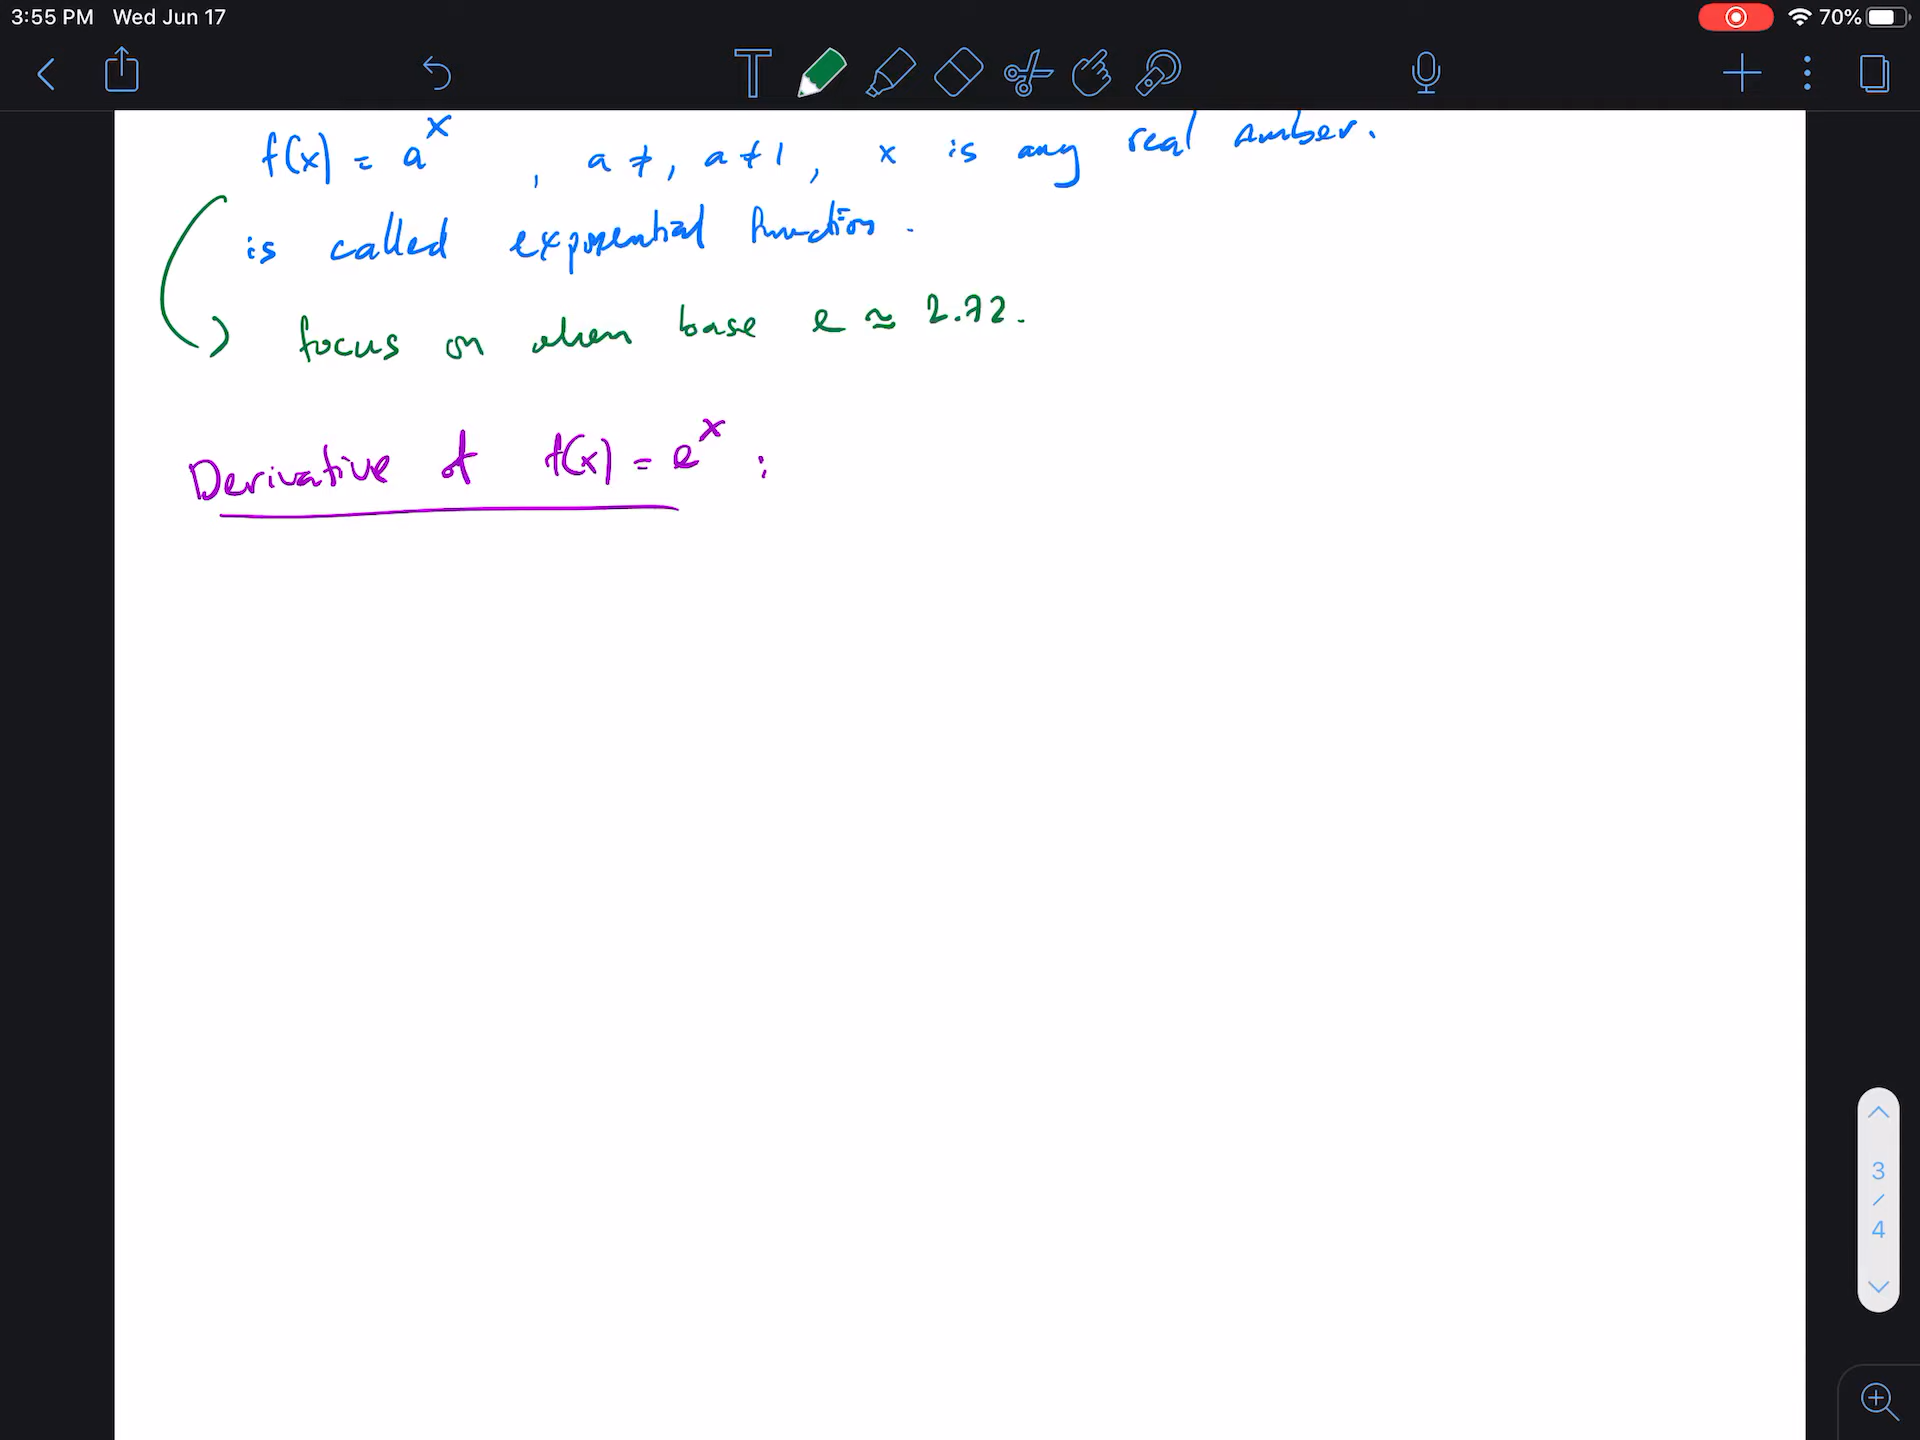 3:55 PM Wed Jun 17 70%
f(x) = a^x , a ≠, a ≠ 1, x is any real number.
is called exponential function.
focus on when base e ≈ 2.72.
Derivative of f(x) = e^x :
3
/
4